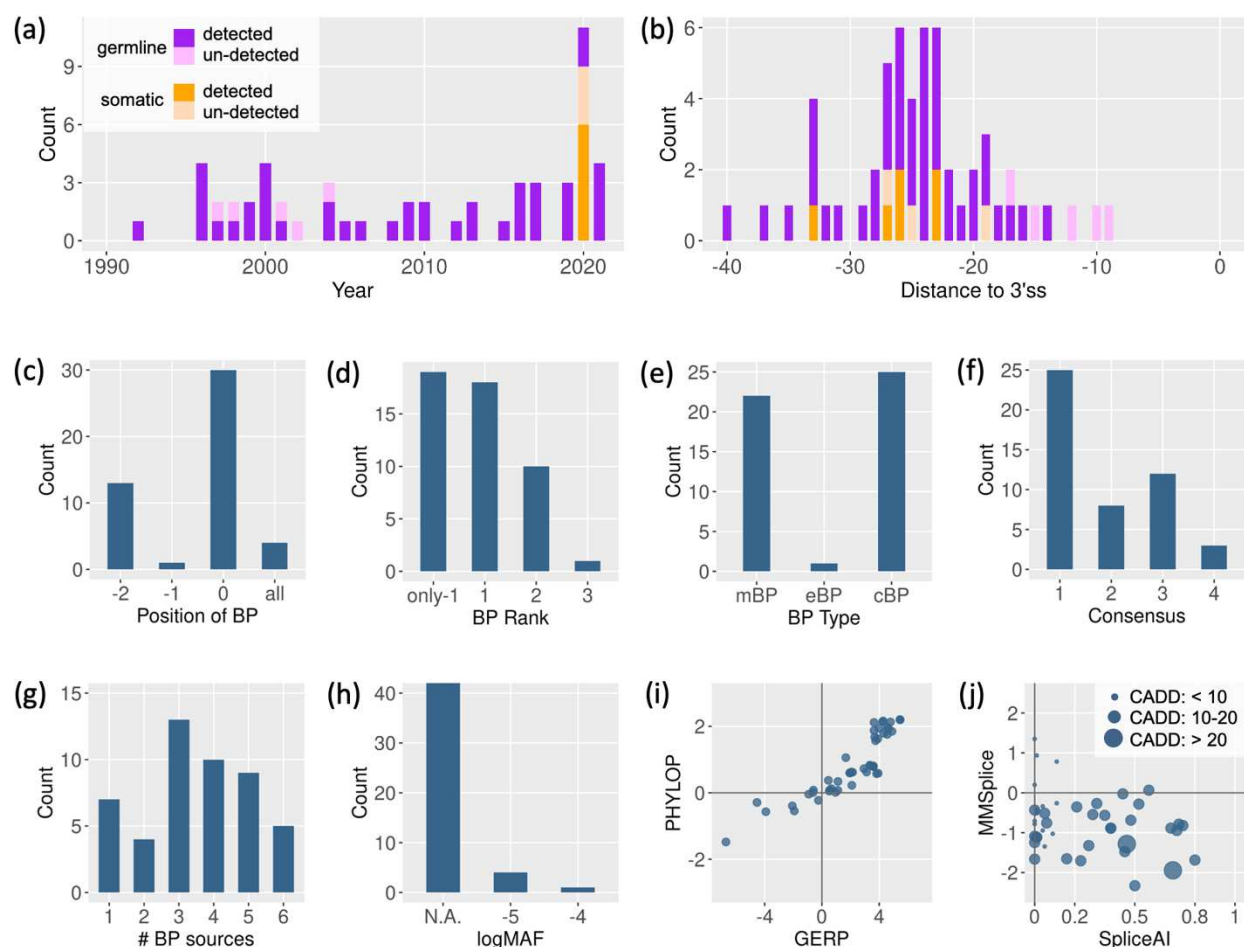 (a)
germline
detected
un-detected
somatic
detected
un-detected
Count
9
6
3
0
1990 2000 2010 2020
Year
(b)
Count
6
4
2
0
-40 -30 -20 -10 0
Distance to 3'ss
(c)
Count
30
20
10
0
-2 -1 0 all
Position of BP
(d)
Count
15
10
5
0
only-1 1 2 3
BP Rank
(e)
Count
25
20
15
10
5
0
mBP eBP cBP
BP Type
(f)
Count
25
20
15
10
5
0
1 2 3 4
Consensus
(g)
Count
15
10
5
0
1 2 3 4 5 6
# BP sources
(h)
Count
40
30
20
10
0
N.A. -5 -4
logMAF
(i)
PHYLOP
2
0
-2
-4 0 4
GERP
(j)
CADD: < 10
CADD: 10-20
CADD: > 20
MMSplice
2
1
0
-1
-2
0 0.2 0.5 0.8 1
SpliceAI